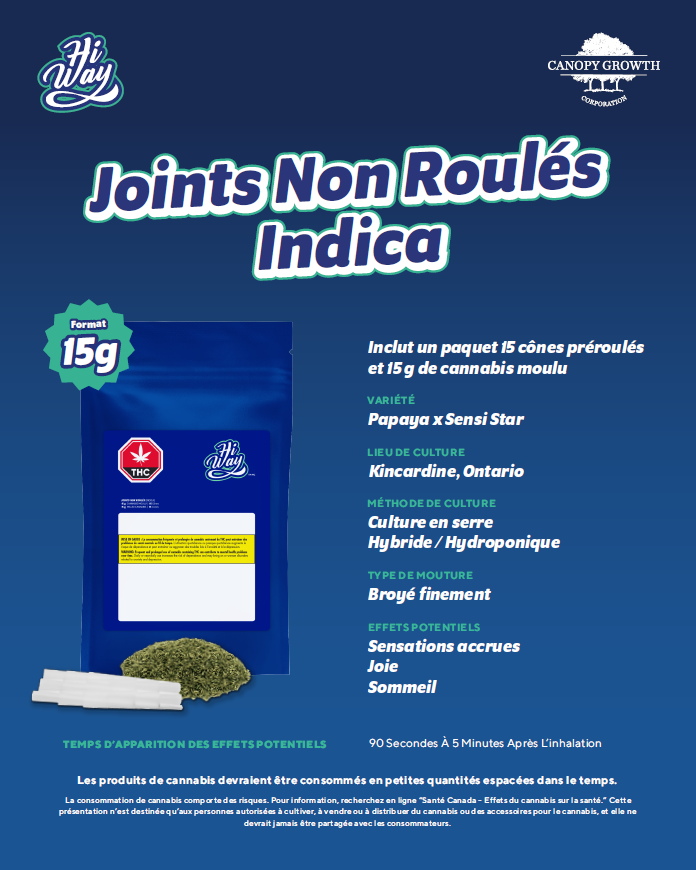 Hi
Way
CANOPY GROWTH
CORPORATION
Joints Non Roulés
Indica
Format
15g
Inclut un paquet 15 cônes préroulés
et 15 g de cannabis moulu
VARIÉTÉ
Papaya x Sensi Star
LIEU DE CULTURE
Kincardine, Ontario
MÉTHODE DE CULTURE
Culture en serre
Hybride / Hydroponique
TYPE DE MOUTURE
Broyé finement
EFFETS POTENTIELS
Sensations accrues
Joie
Sommeil
THC
Hi
Way
TEMPS D'APPARITION DES EFFETS POTENTIELS
90 Secondes À 5 Minutes Après L'inhalation
Les produits de cannabis devraient être consommés en petites quantités espacées dans le temps.
La consommation de cannabis comporte des risques. Pour information, recherchez en ligne "Santé Canada – Effets du cannabis sur la santé." Cette
présentation n'est destinée qu'aux personnes autorisées à cultiver, à vendre ou à distribuer du cannabis ou des accessoires pour le cannabis, et elle ne
devrait jamais être partagée avec les consommateurs.